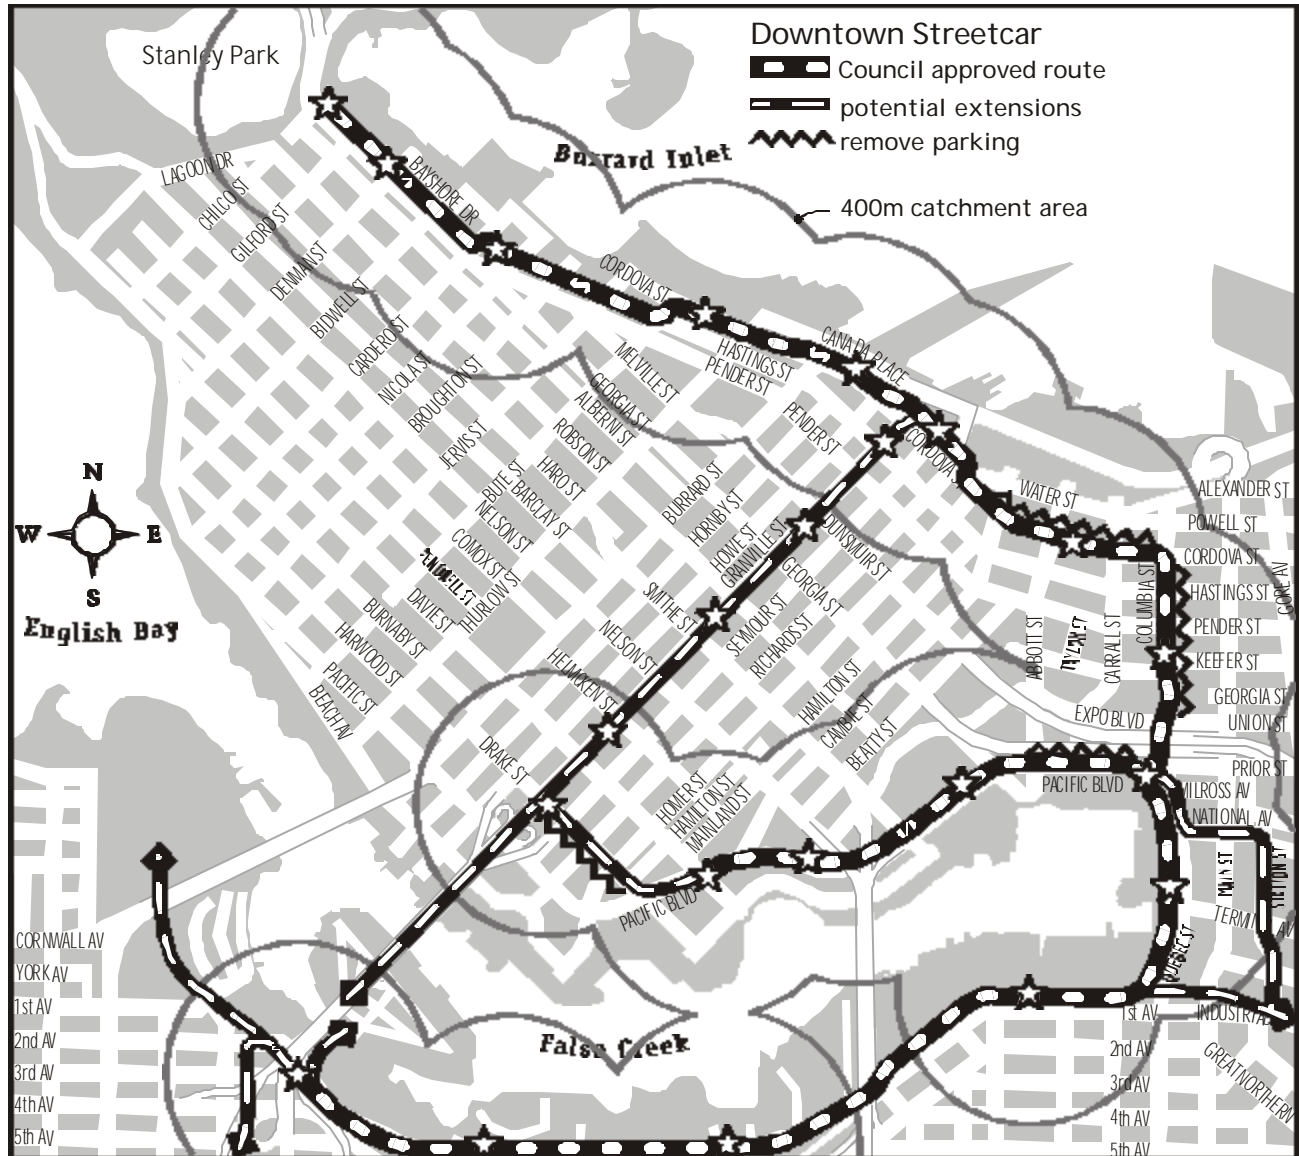 Downtown Streetcar
Council approved route
potential extensions
remove parking
400m catchment area
Stanley Park
Burrard Inlet
LAGOON DR
CHILCO ST
GILFORD ST
DENMAN ST
BIDWELL ST
CARDERO ST
NICOLA ST
BROUGHTON ST
JERVIS ST
BUTE ST
BAYSHORE DR
CORDOVA ST
CANADA PLACE
HASTINGS ST
PENDER ST
MELVILLE ST
GEORGIA ST
ALBERNI ST
ROBSON ST
HARO ST
BARCLAY ST
NELSON ST
COMOX ST
DAVIE ST
THURLOW ST
BURNABY ST
HARWOOD ST
PACIFIC ST
BEACH AV
PENDER ST
CORDOVA ST
BURRARD ST
HORNBY ST
HOWE ST
GRANVILLE ST
DUNSMUIR ST
GEORGIA ST
SEYMOUR ST
RICHARDS ST
SMITHE ST
NELSON ST
HELMCKEN ST
DRAKE ST
HAMILTON ST
CAMBIE ST
BEATTY ST
HOMER ST
HAMILTON ST
MAINLAND ST
PACIFIC BLVD
WATER ST
ALEXANDER ST
POWELL ST
CORDOVA ST
HASTINGS ST
PENDER ST
KEEFER ST
GEORGIA ST
UNION ST
PRIOR ST
GORE AV
COLUMBIA ST
CARRALL ST
ABBOTT ST
EXPO BLVD
PACIFIC BLVD
MILROSS AV
NATIONAL AV
QUEBEC ST
1st AV
2nd AV
3rd AV
4th AV
5th AV
GREAT NORTHERN
N
W
E
S
English Bay
False Creek
CORNWALL AV
YORK AV
1st AV
2nd AV
3rd AV
4th AV
5th AV